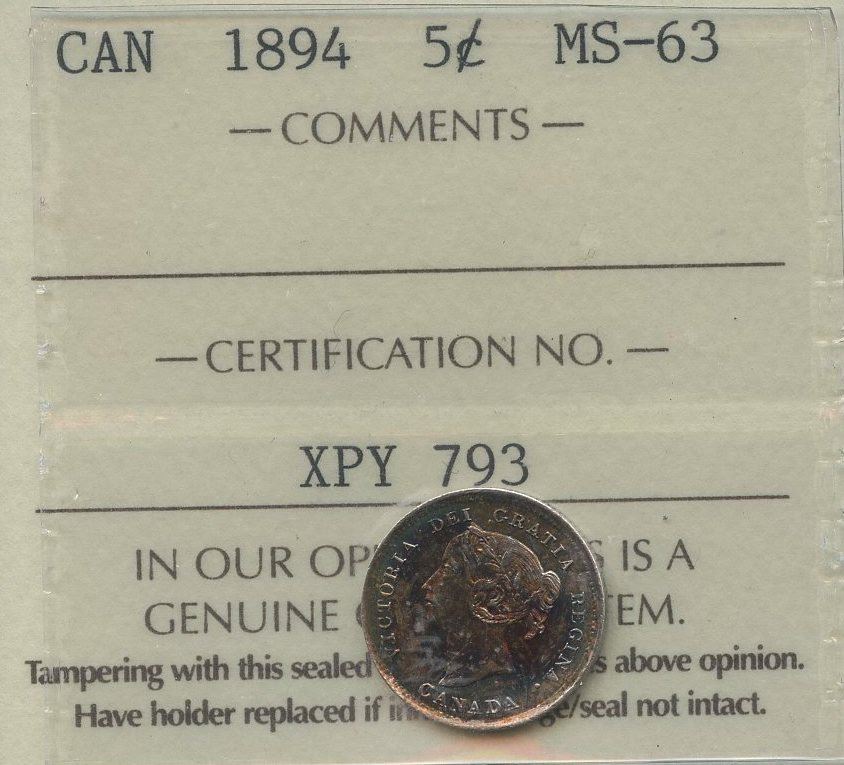 CAN 1894 5¢ MS-63
— COMMENTS —
— CERTIFICATION NO. —
XPY 793
VICTORIA DEI GRATIA REGINA.
CANADA
IN OUR OP IS A
GENUINE TEM.
Tampering with this sealed s above opinion.
Have holder replaced if in ge/seal not intact.